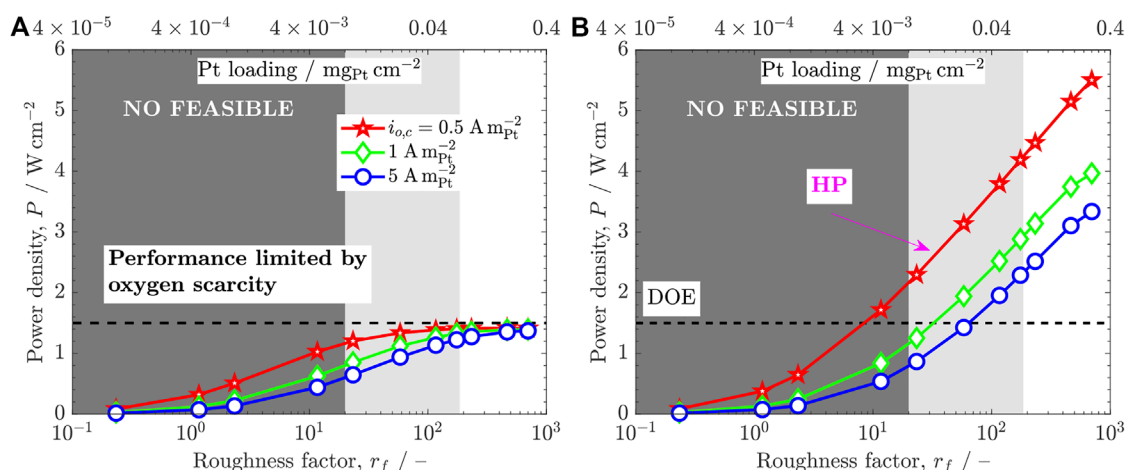 A
4 × 10⁻⁵ 4 × 10⁻⁴ 4 × 10⁻³ 0.04 0.4
Pt loading / mg_Pt cm⁻²
NO FEASIBLE
i_{o,c} = 0.5 A m_Pt⁻²
1 A m_Pt⁻²
5 A m_Pt⁻²
Performance limited by
oxygen scarcity
Power density, P / W cm⁻²
6
5
4
3
2
1
0
10⁻¹ 10⁰ 10¹ 10² 10³
Roughness factor, r_f / –
B
4 × 10⁻⁵ 4 × 10⁻⁴ 4 × 10⁻³ 0.04 0.4
Pt loading / mg_Pt cm⁻²
NO FEASIBLE
HP
DOE
Power density, P / W cm⁻²
6
5
4
3
2
1
0
10⁻¹ 10⁰ 10¹ 10² 10³
Roughness factor, r_f / –